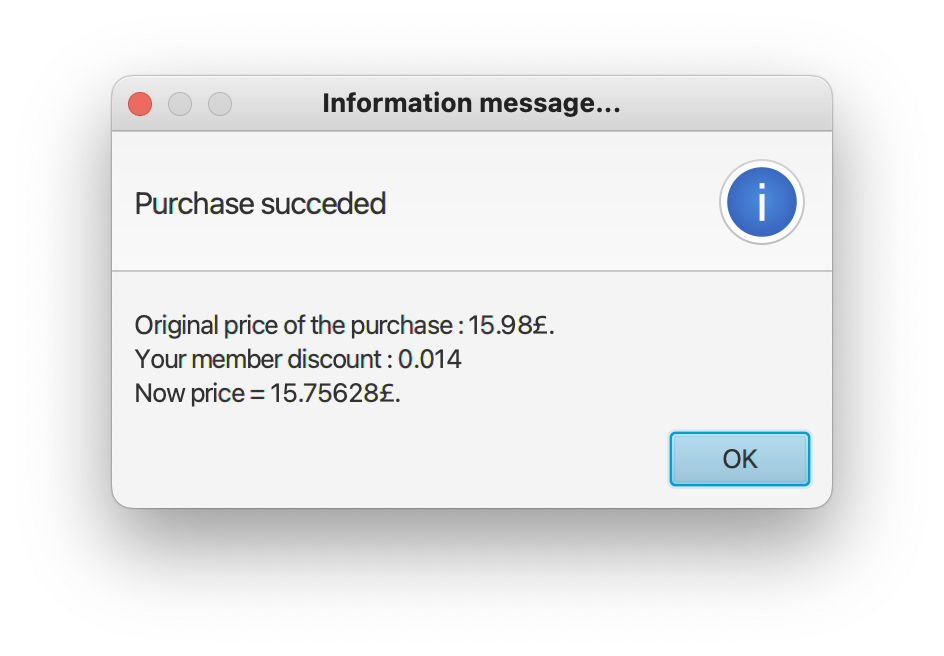 Information message...
Purchase succeded
Original price of the purchase : 15.98£.
Your member discount : 0.014
Now price = 15.75628£.
OK